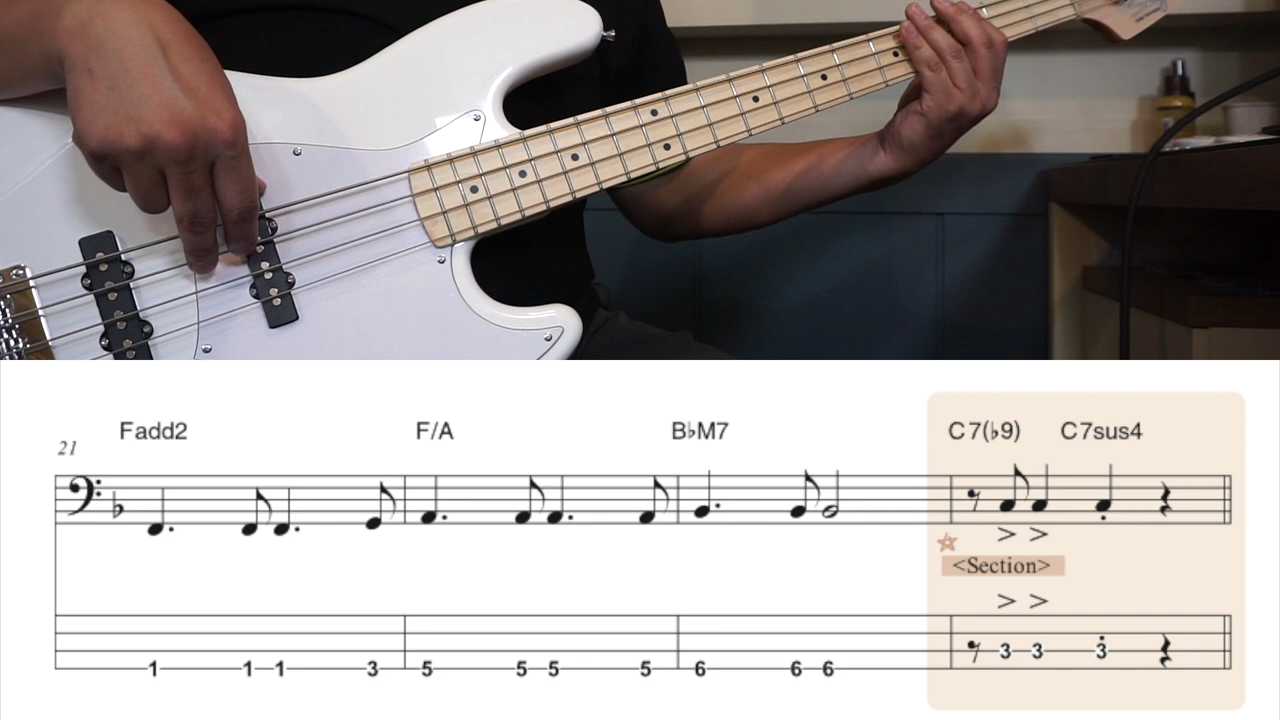 Fadd2 F/A B♭M7 C7(♭9) C7sus4
21
<Section>
1 1 1 3 5 5 5 5 6 6 6 3 3 3